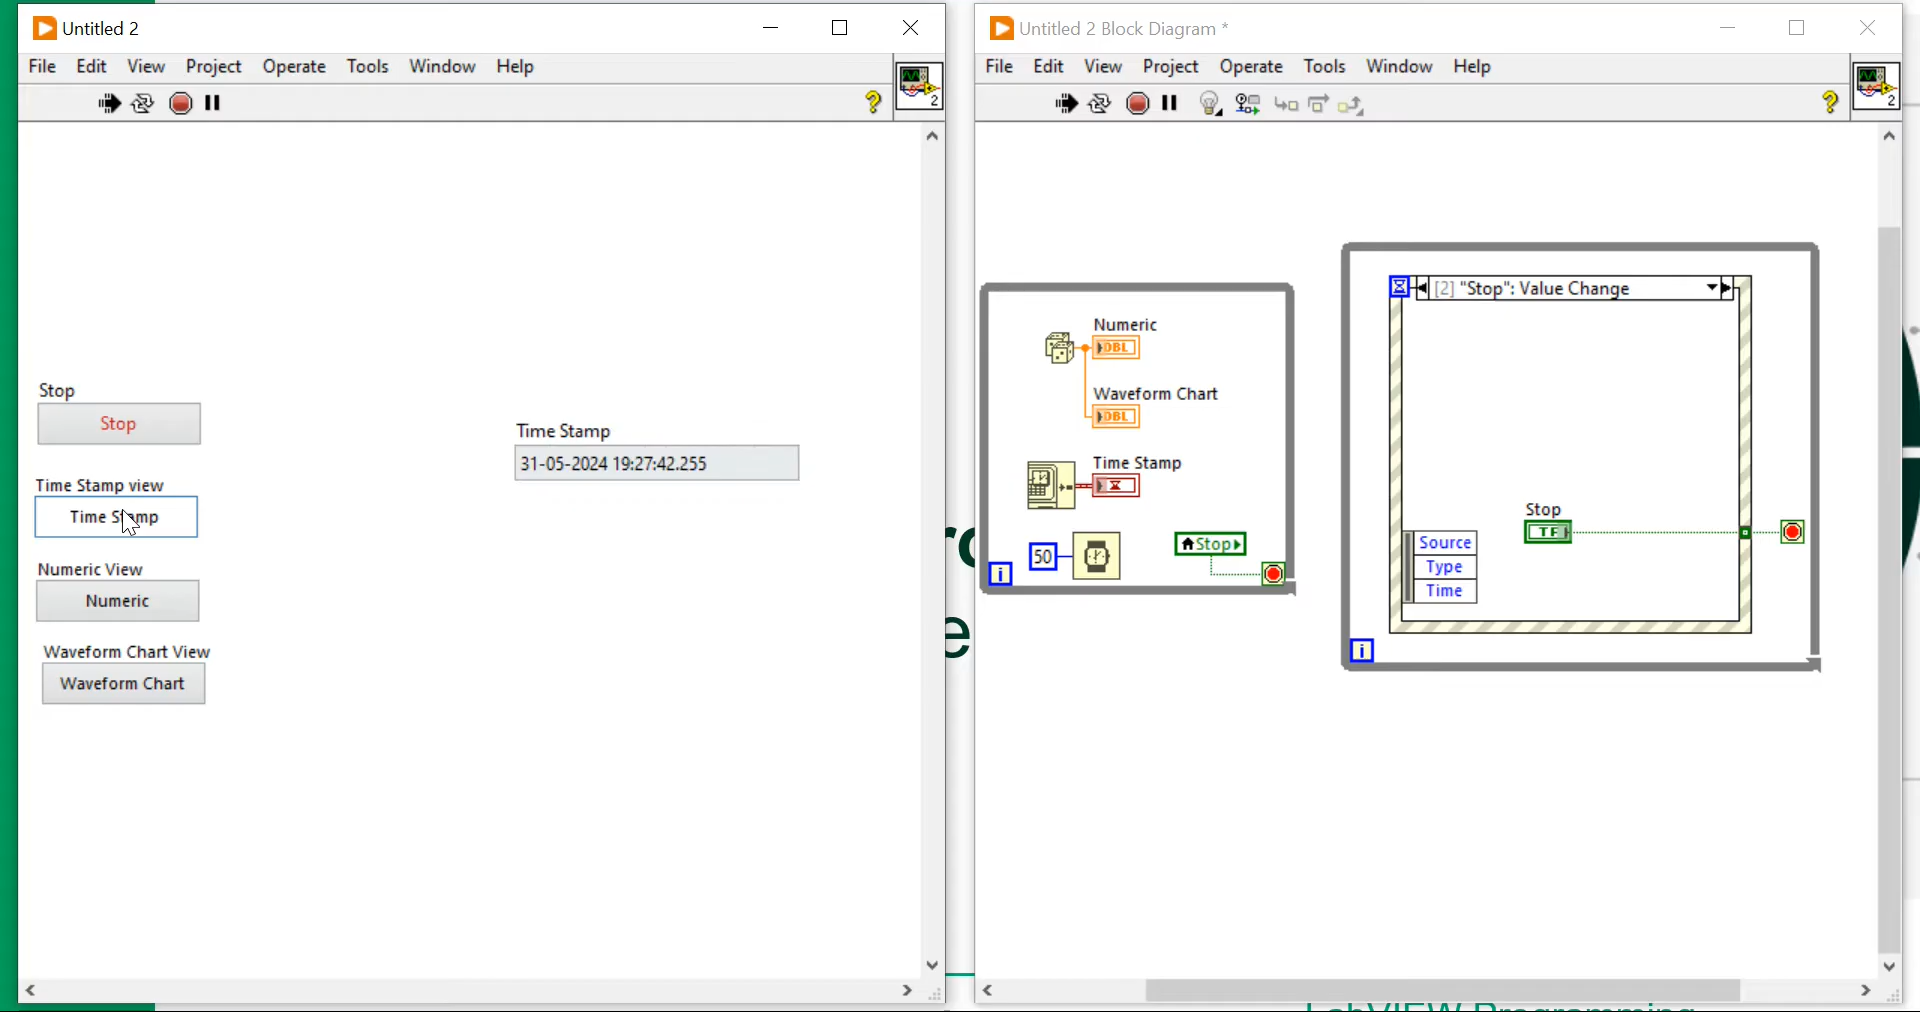 Untitled 2
File Edit View Project Operate Tools Window Help
2
Stop
Stop
Time Stamp view
Time Stamp
Numeric View
Numeric
Waveform Chart View
Waveform Chart
Time Stamp
31-05-2024 19:27:42.255
Untitled 2 Block Diagram *
File Edit View Project Operate Tools Window Help
2
Numeric
DBL
Waveform Chart
DBL
Time Stamp
50
Stop
i
[2] "Stop": Value Change
Stop
TF
Source
Type
Time
i
e